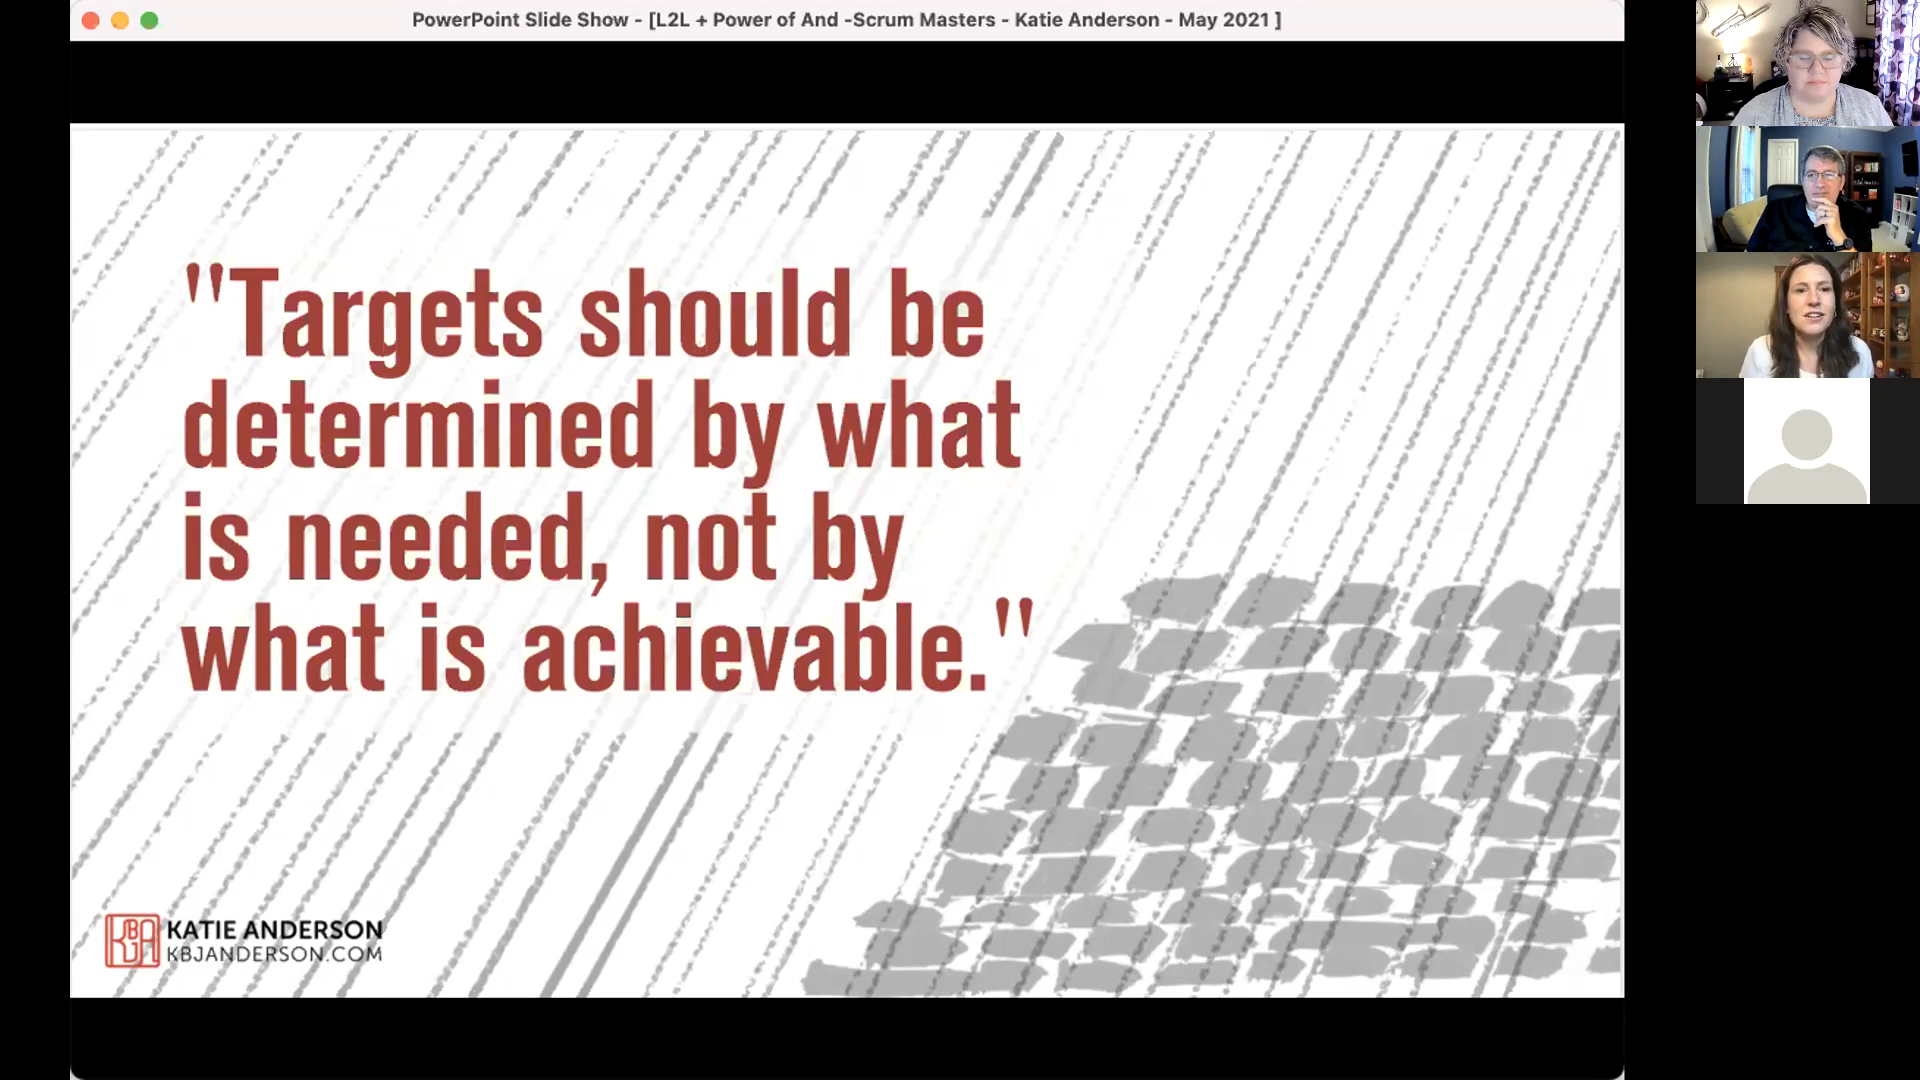 PowerPoint Slide Show - [L2L + Power of And -Scrum Masters - Katie Anderson - May 2021 ]
"Targets should be
determined by what
is needed, not by
what is achievable."
KBJA
KATIE ANDERSON
KBJANDERSON.COM